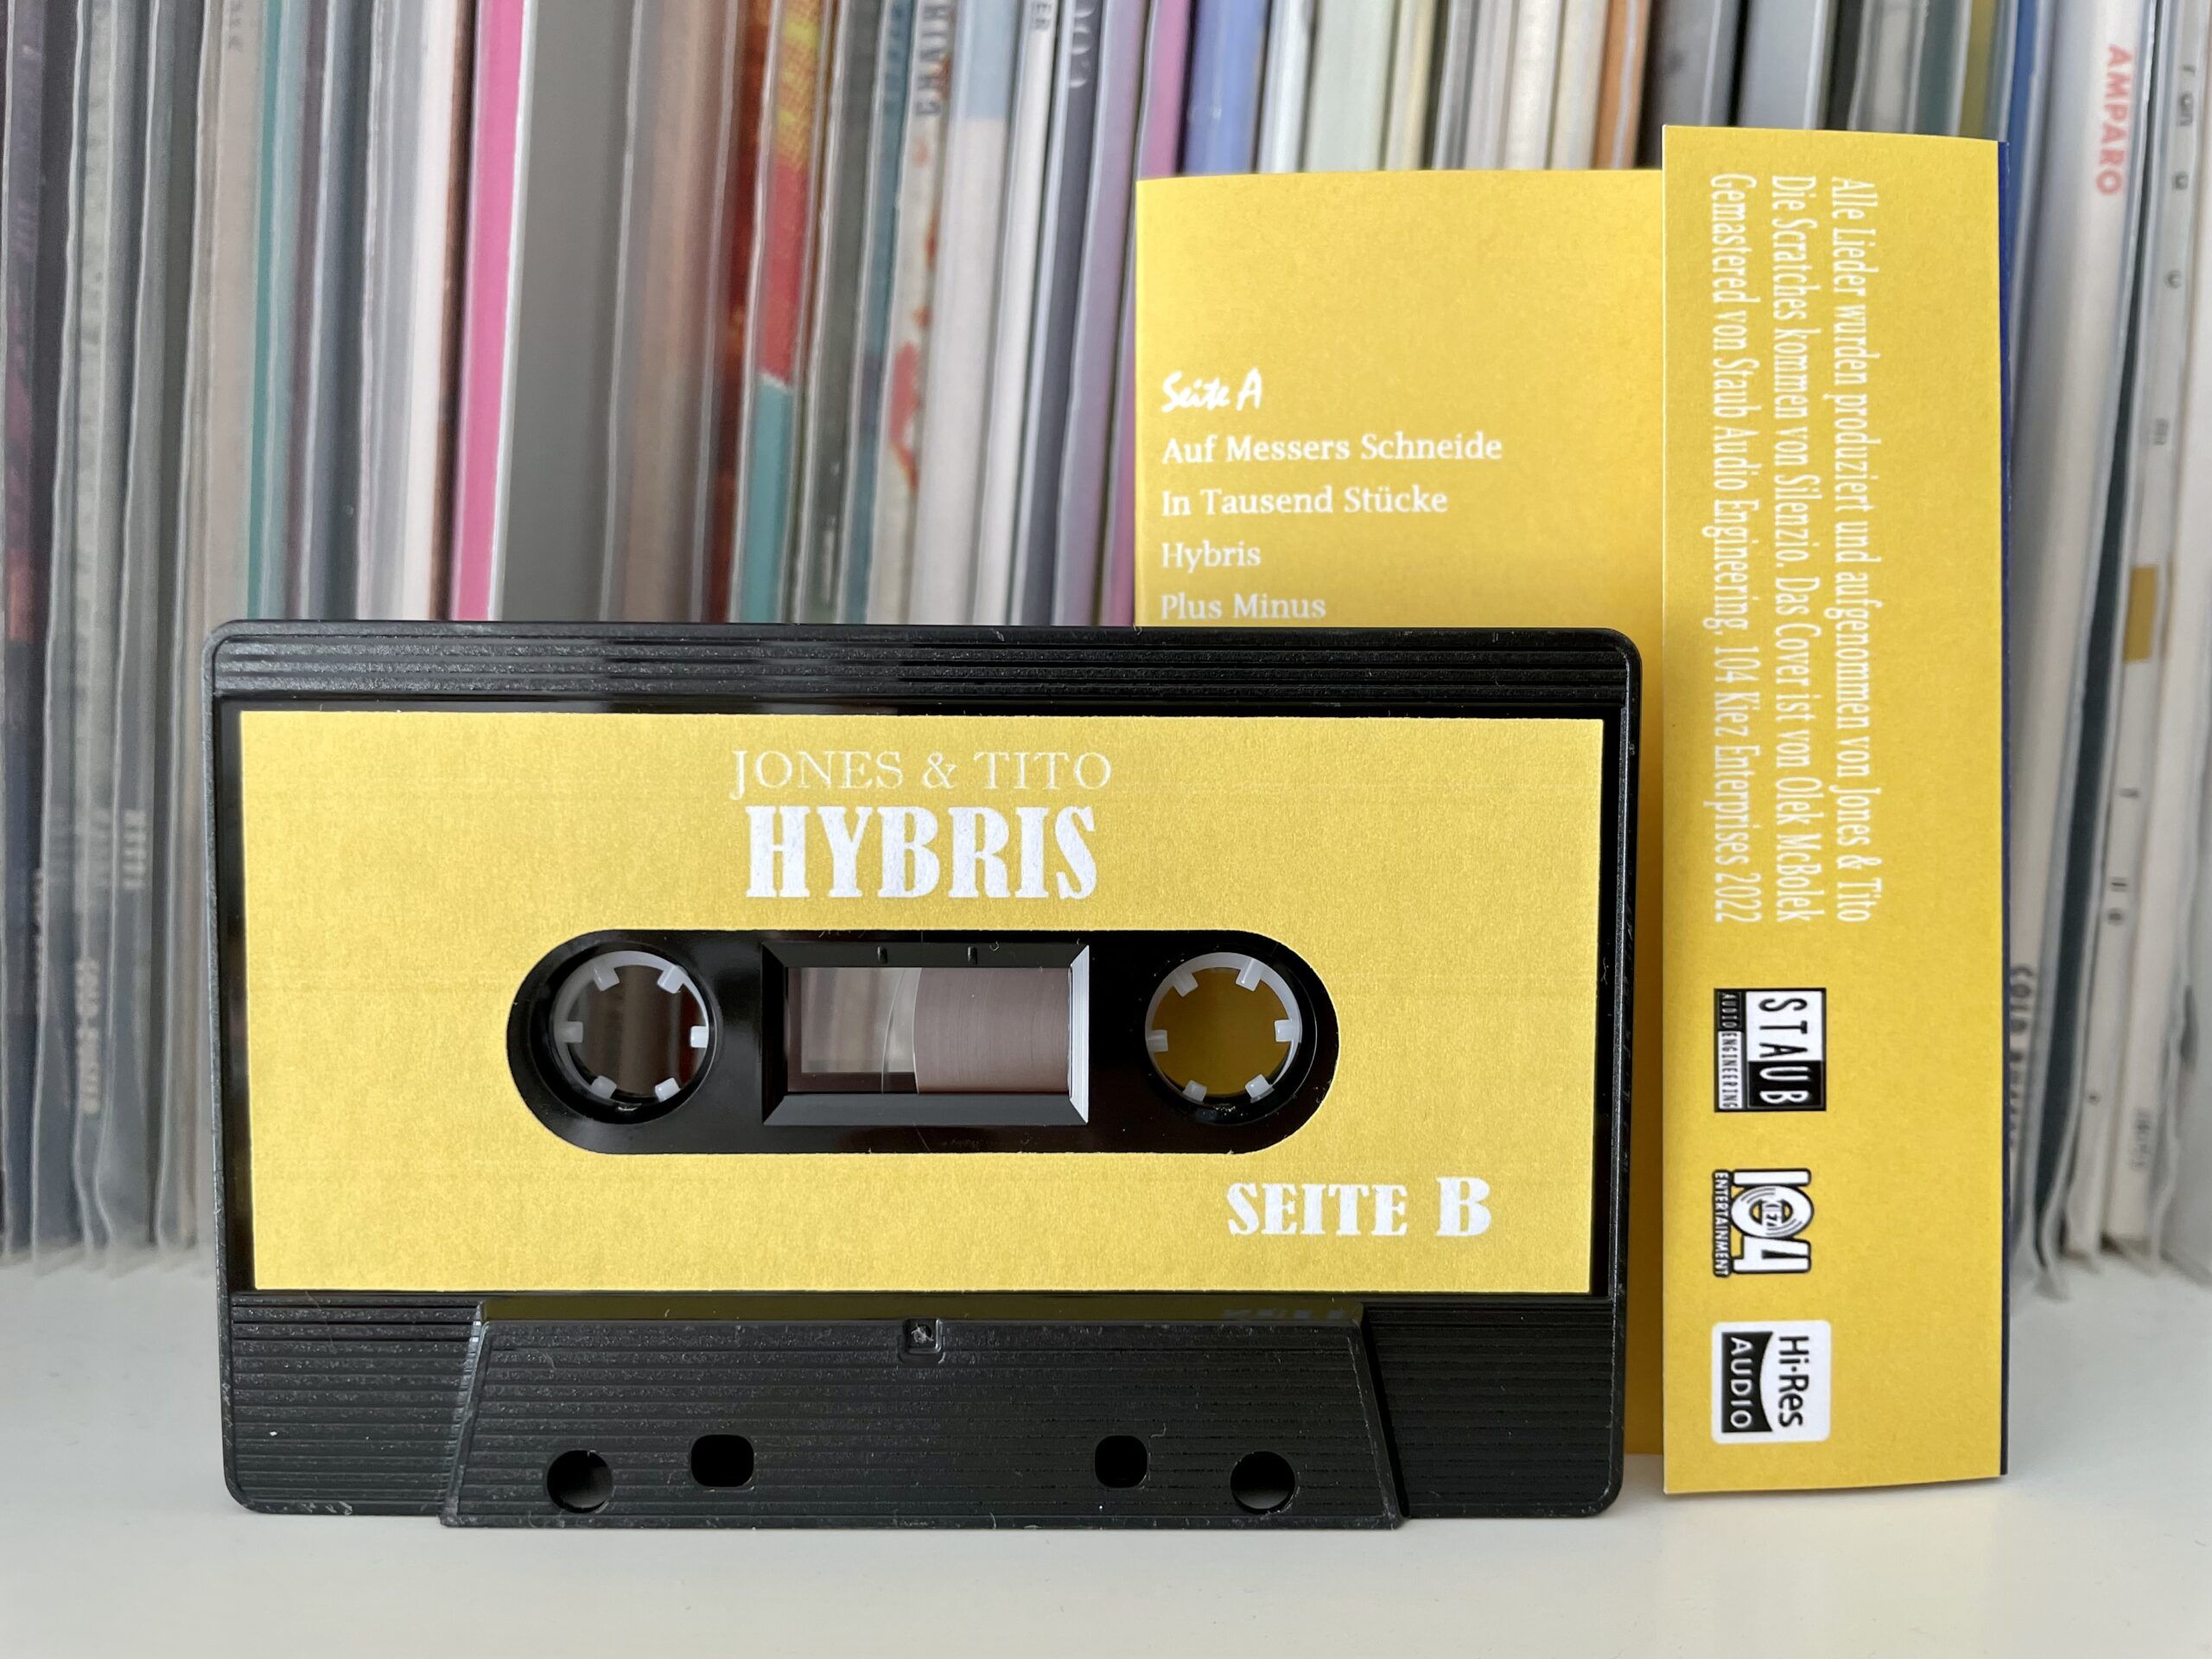 AMPARO
Seite A
Auf Messers Schneide
In Tausend Stücke
Hybris
Plus Minus
JONES & TITO
HYBRIS
SEITE B
Alle Lieder wurden produziert und aufgenommen von Jones & Tito
Die Scratches kommen von Silenzio. Das Cover ist von Olek McBolek
Gemastered von Staub Audio Engineering, 104 Kiez Enterprises 2022
STAUB
AUDIO ENGINEERING
104
KIEZ
ENTERTAINMENT
Hi-Res
AUDIO